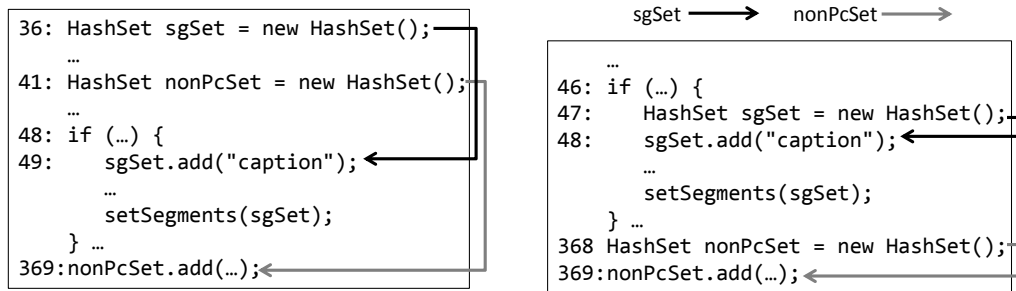 36: HashSet sgSet = new HashSet();
…
41: HashSet nonPcSet = new HashSet();
…
48: if (…) {
49: sgSet.add("caption");
…
setSegments(sgSet);
} …
369:nonPcSet.add(…);
sgSet nonPcSet
…
46: if (…) {
47: HashSet sgSet = new HashSet();
48: sgSet.add("caption");
…
setSegments(sgSet);
} …
368 HashSet nonPcSet = new HashSet();
369:nonPcSet.add(…);